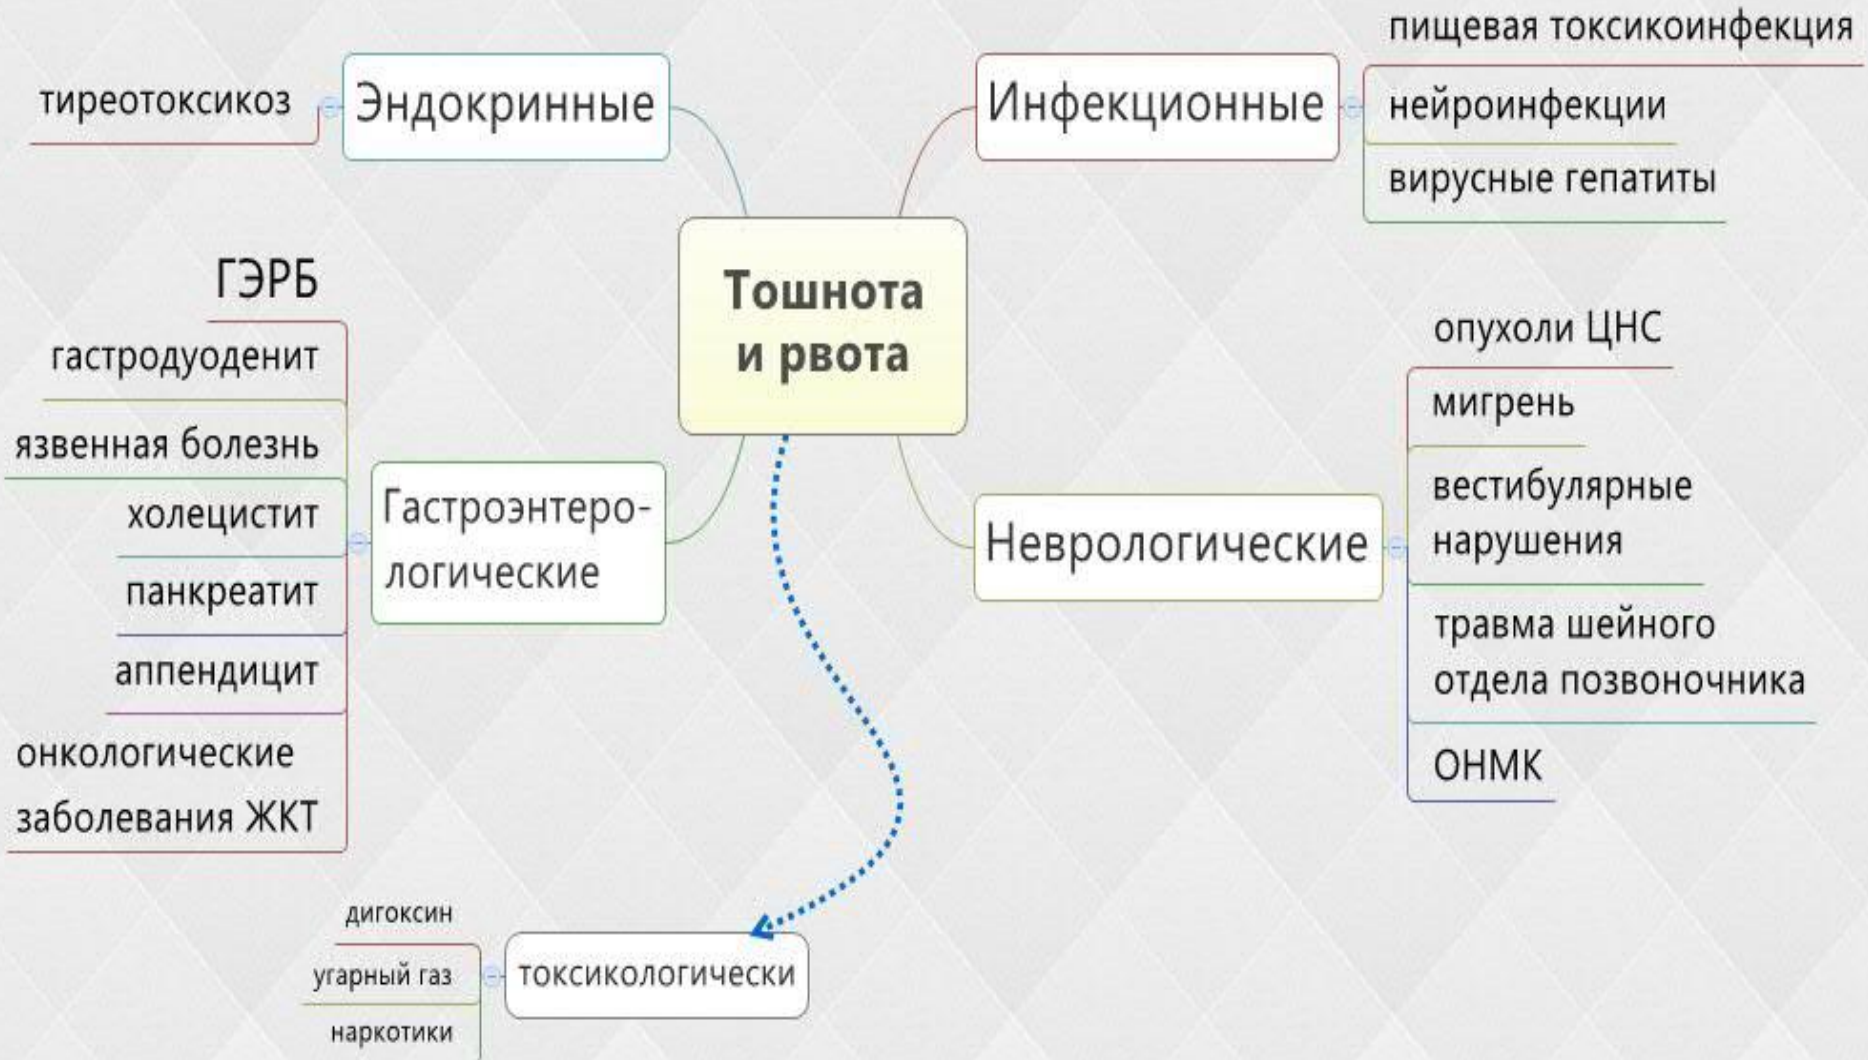 Тошнота
и рвота
Эндокринные
тиреотоксикоз
Инфекционные
пищевая токсикоинфекция
нейроинфекции
вирусные гепатиты
Гастроэнтеро-
логические
ГЭРБ
гастродуоденит
язвенная болезнь
холецистит
панкреатит
аппендицит
онкологические
заболевания ЖКТ
Неврологические
опухоли ЦНС
мигрень
вестибулярные
нарушения
травма шейного
отдела позвоночника
ОНМК
токсикологически
дигоксин
угарный газ
наркотики